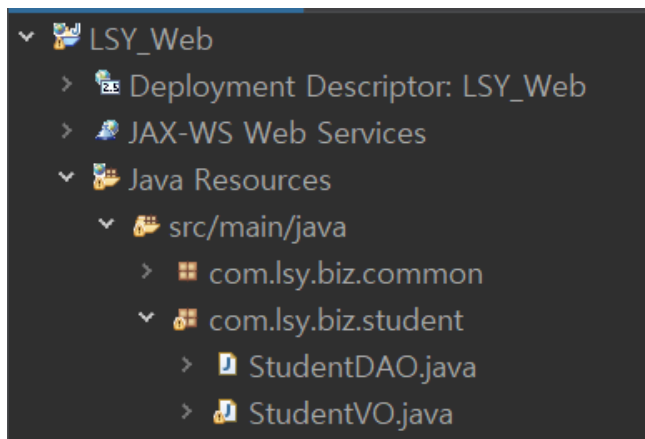 LSY_Web
Deployment Descriptor: LSY_Web
JAX-WS Web Services
Java Resources
src/main/java
com.lsy.biz.common
com.lsy.biz.student
StudentDAO.java
StudentVO.java